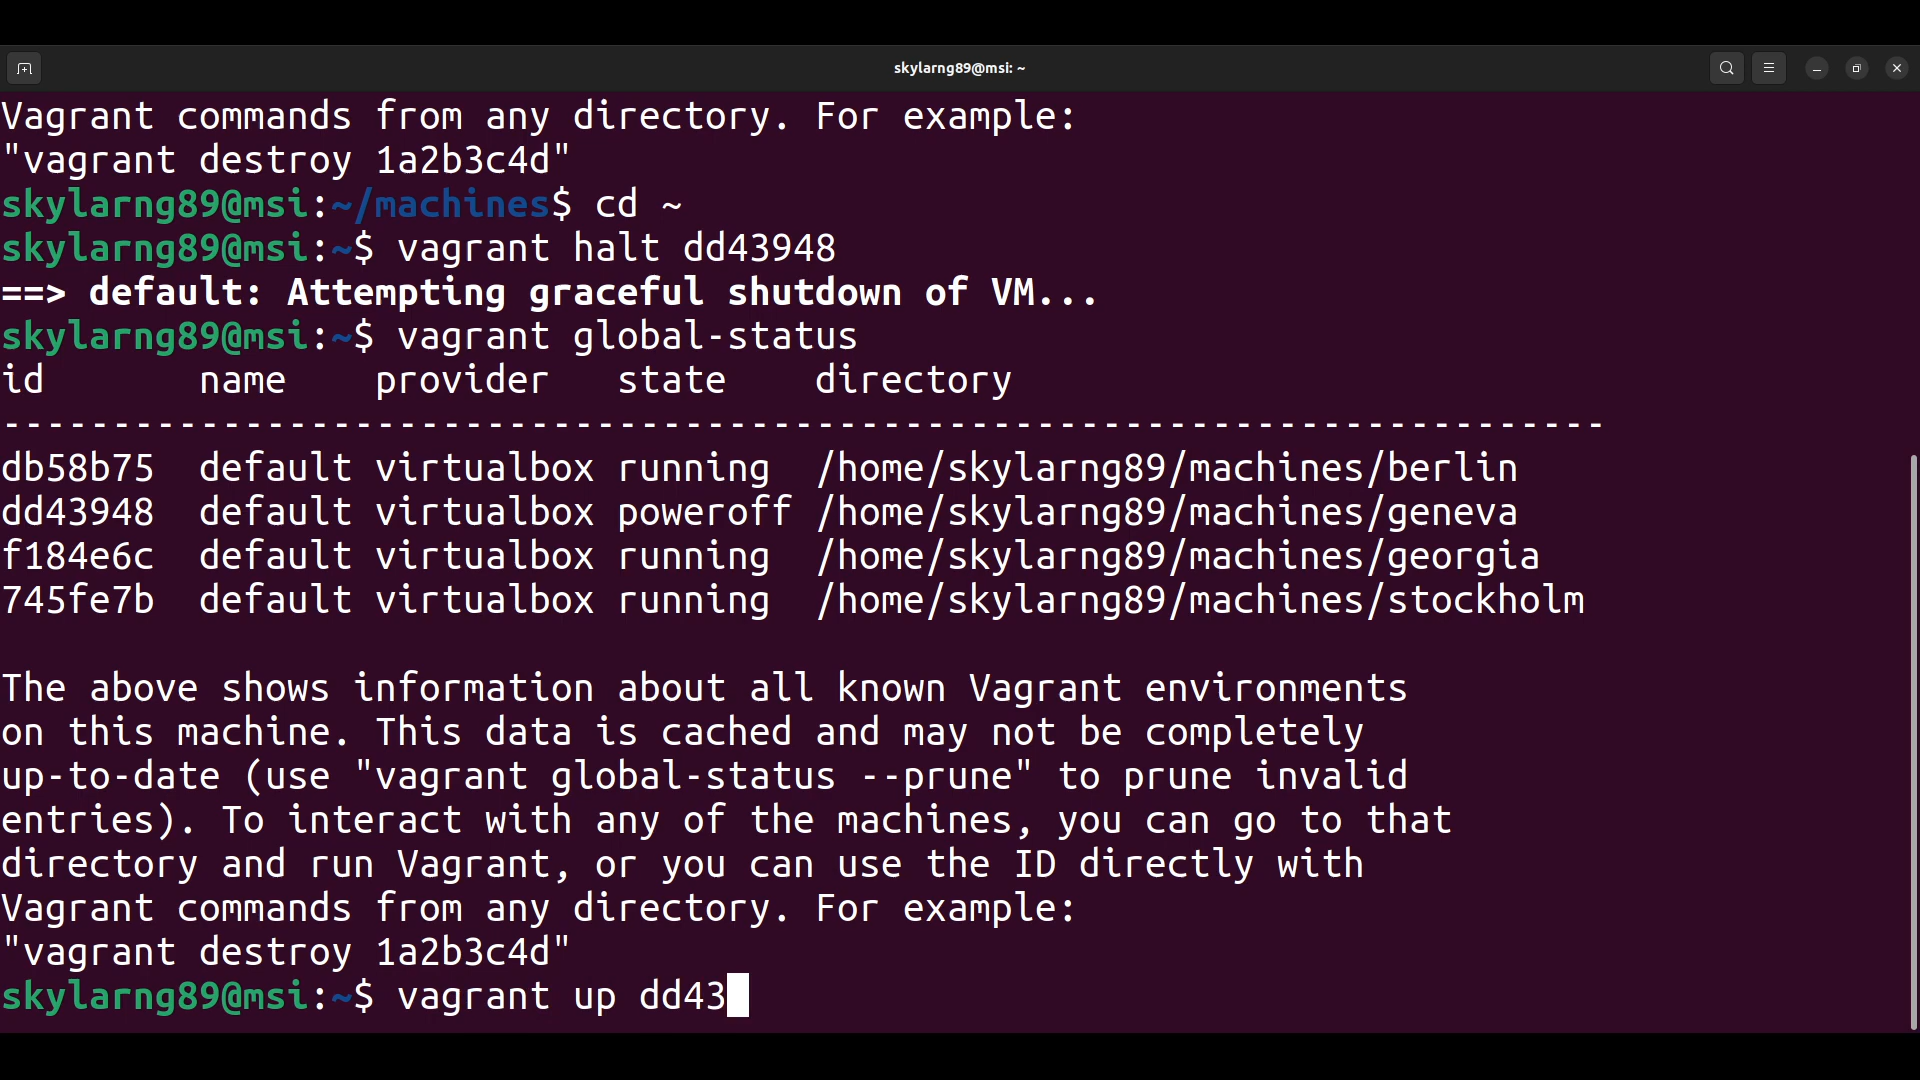 skylarng89@msi: ~
Vagrant commands from any directory. For example:
"vagrant destroy 1a2b3c4d"
skylarng89@msi:~/machines$ cd ~
skylarng89@msi:~$ vagrant halt dd43948
==> default: Attempting graceful shutdown of VM...
skylarng89@msi:~$ vagrant global-status
id       name    provider   state    directory
-------------------------------------------------------------------------
db58b75  default virtualbox running  /home/skylarng89/machines/berlin
dd43948  default virtualbox poweroff /home/skylarng89/machines/geneva
f184e6c  default virtualbox running  /home/skylarng89/machines/georgia
745fe7b  default virtualbox running  /home/skylarng89/machines/stockholm
The above shows information about all known Vagrant environments
on this machine. This data is cached and may not be completely
up-to-date (use "vagrant global-status --prune" to prune invalid
entries). To interact with any of the machines, you can go to that
directory and run Vagrant, or you can use the ID directly with
Vagrant commands from any directory. For example:
"vagrant destroy 1a2b3c4d"
skylarng89@msi:~$ vagrant up dd43